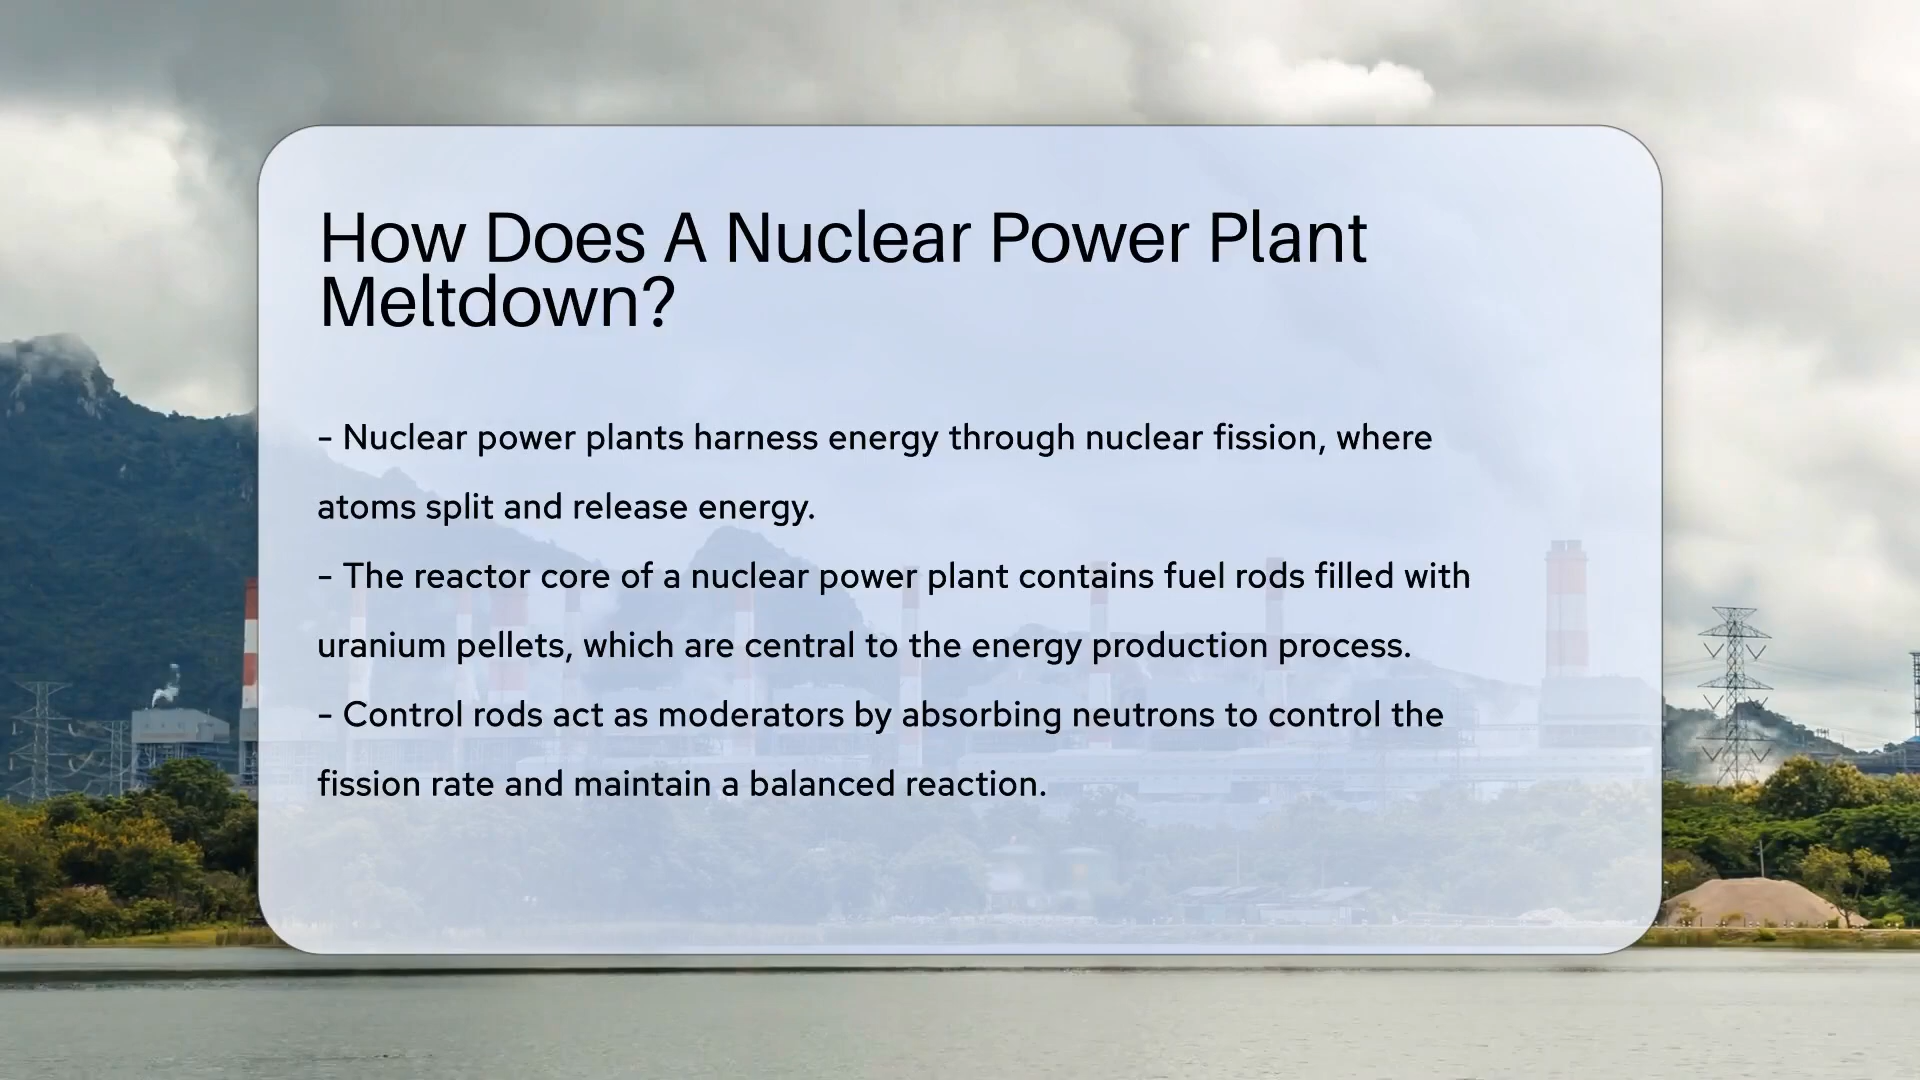 How Does A Nuclear Power Plant
Meltdown?
- Nuclear power plants harness energy through nuclear fission, where
atoms split and release energy.
- The reactor core of a nuclear power plant contains fuel rods filled with
uranium pellets, which are central to the energy production process.
- Control rods act as moderators by absorbing neutrons to control the
fission rate and maintain a balanced reaction.